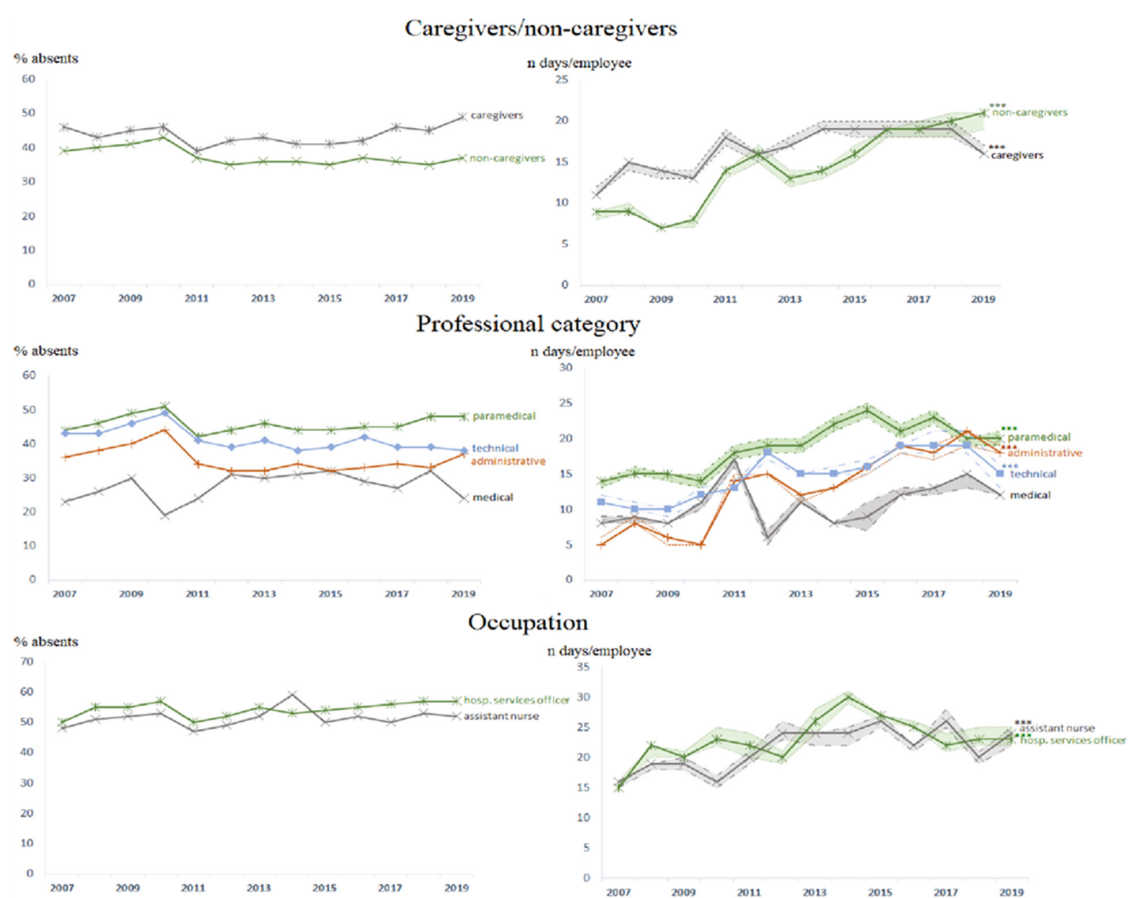 Caregivers/non-caregivers
% absents
60
50
40
30
20
10
0
caregivers
non-caregivers
2007 2009 2011 2013 2015 2017 2019
n days/employee
25
20
15
10
5
0
***
non-caregivers
***
caregivers
2007 2009 2011 2013 2015 2017 2019
Professional category
% absents
60
50
40
30
20
10
0
paramedical
technical
administrative
medical
2007 2009 2011 2013 2015 2017 2019
n days/employee
30
25
20
15
10
5
0
***
paramedical
***
administrative
***
technical
medical
2007 2009 2011 2013 2015 2017 2019
Occupation
% absents
70
60
50
40
30
20
10
0
hosp. services officer
assistant nurse
2007 2009 2011 2013 2015 2017 2019
n days/employee
35
30
25
20
15
10
5
0
***
assistant nurse
***
hosp. services officer
2007 2009 2011 2013 2015 2017 2019